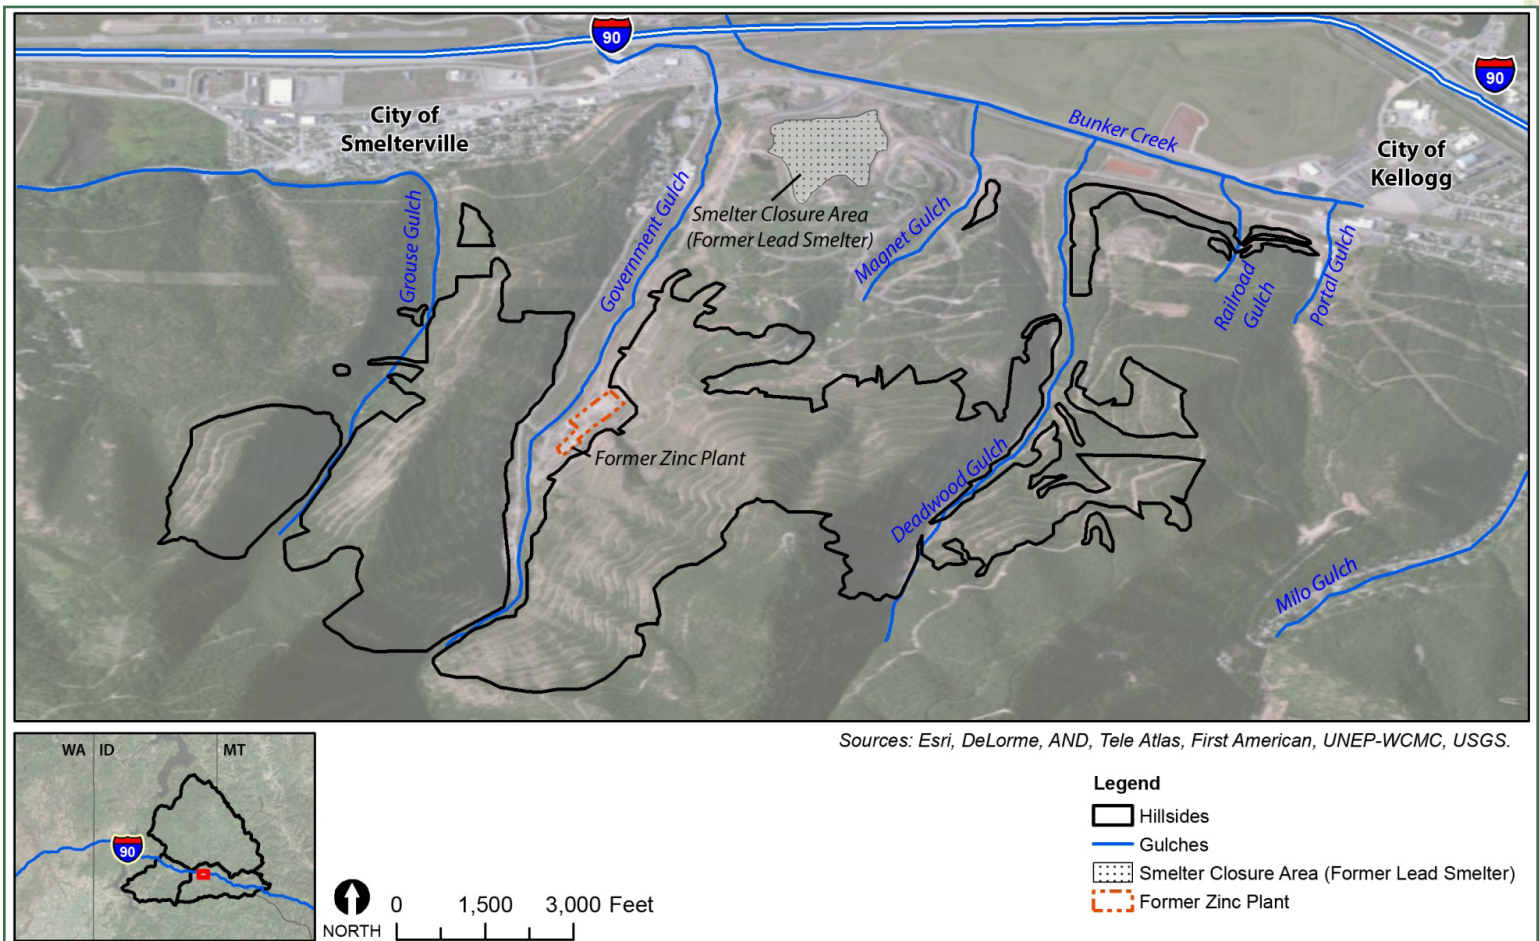 90
90
City of
Smelterville
Bunker Creek
City of
Kellogg
Government Gulch
Smelter Closure Area
(Former Lead Smelter)
Magnet Gulch
Grouse Gulch
Railroad
Gulch
Portal Gulch
Former Zinc Plant
Deadwood Gulch
Milo Gulch
Sources: Esri, DeLorme, AND, Tele Atlas, First American, UNEP-WCMC, USGS.
WA ID MT
90
NORTH
0 1,500 3,000 Feet
Legend
Hillsides
Gulches
Smelter Closure Area (Former Lead Smelter)
Former Zinc Plant